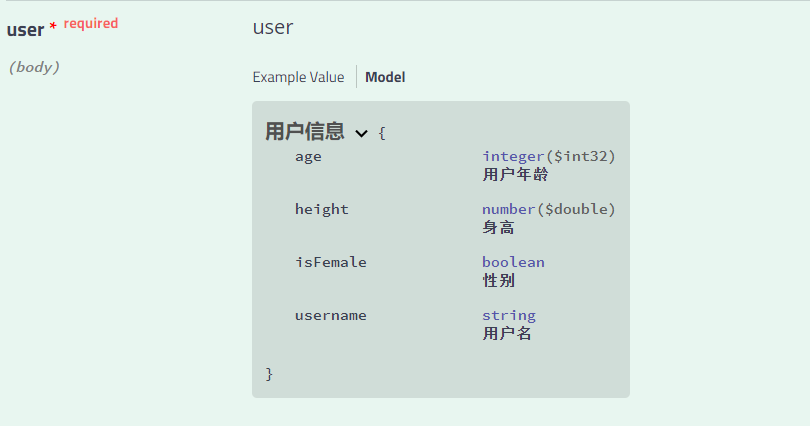 user * required
user
(body)
Example Value Model
用户信息 {
age integer($int32)
用户年龄
height number($double)
身高
isFemale boolean
性别
username string
用户名
}